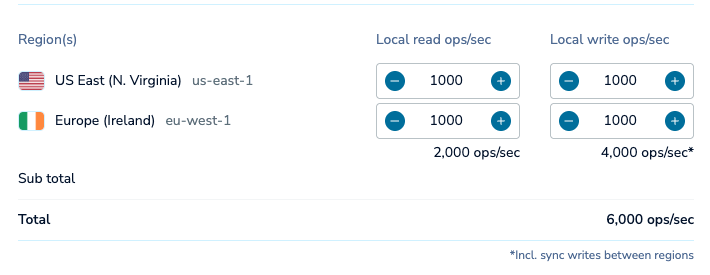 Region(s) Local read ops/sec Local write ops/sec
US East (N. Virginia) us-east-1 1000 1000
Europe (Ireland) eu-west-1 1000 1000
2,000 ops/sec 4,000 ops/sec*
Sub total
Total 6,000 ops/sec
*Incl. sync writes between regions